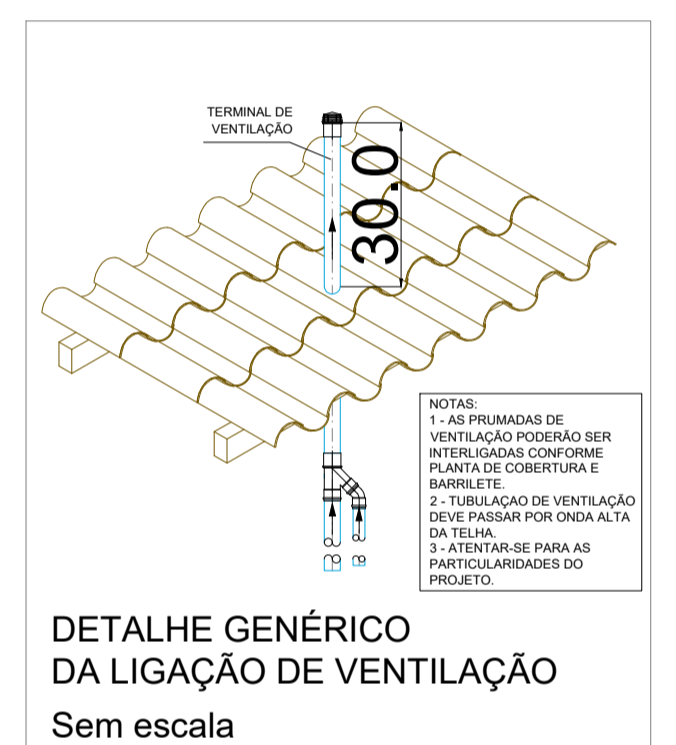 TERMINAL DE
VENTILAÇÃO
30.0
NOTAS:
1 - AS PRUMADAS DE
VENTILAÇÃO PODERÃO SER
INTERLIGADAS CONFORME
PLANTA DE COBERTURA E
BARRILETE.
2 - TUBULAÇAO DE VENTILAÇÃO
DEVE PASSAR POR ONDA ALTA
DA TELHA.
3 - ATENTAR-SE PARA AS
PARTICULARIDADES DO
PROJETO.
DETALHE GENÉRICO
DA LIGAÇÃO DE VENTILAÇÃO
Sem escala